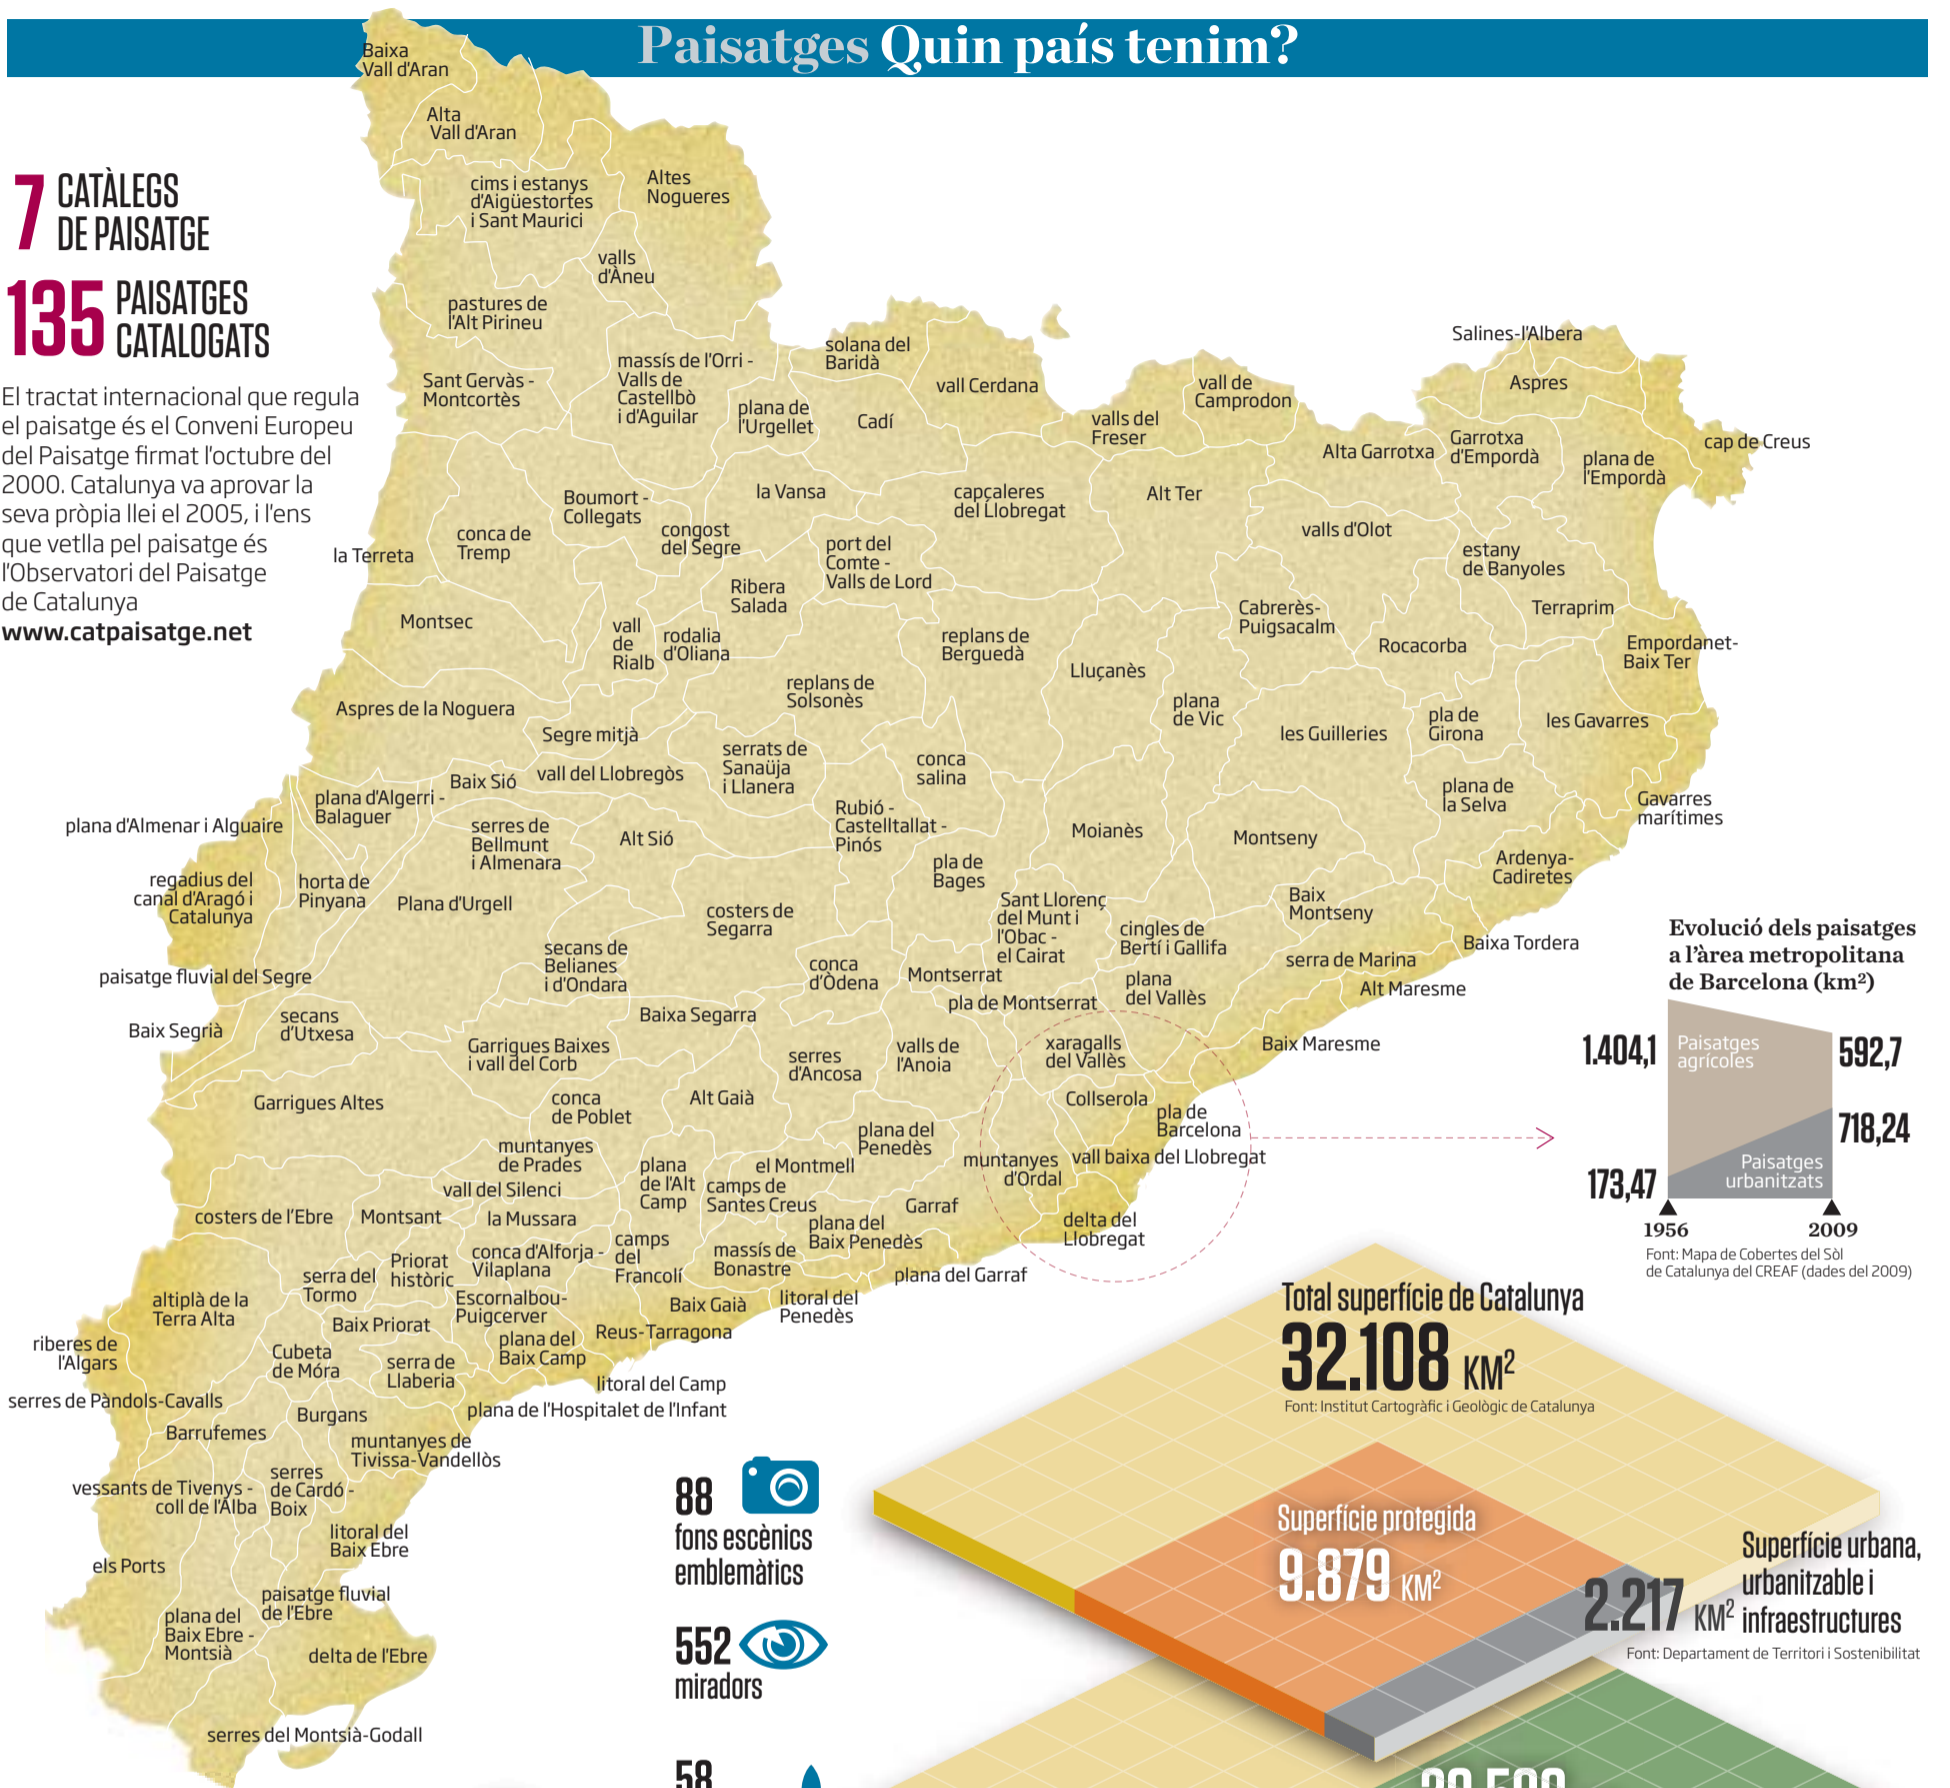 Paisatges Quin país tenim?
7 CATÀLEGS
DE PAISATGE
135 PAISATGES
CATALOGATS
El tractat internacional que regula
el paisatge és el Conveni Europeu
del Paisatge firmat l'octubre del
2000. Catalunya va aprovar la
seva pròpia llei el 2005, i l'ens
que vetlla pel paisatge és
l'Observatori del Paisatge
de Catalunya
www.catpaisatge.net
Baixa
Vall d'Aran
Alta
Vall d'Aran
cims i estanys
d'Aigüestortes
i Sant Maurici
Altes
Nogueres
valls
d'Àneu
pastures de
l'Alt Pirineu
Sant Gervàs -
Montcortès
massís de l'Orri -
Valls de
Castellbò
i d'Aguilar
plana de
l'Urgellet
solana del
Baridà
Cadí
vall Cerdana
valls del
Freser
vall de
Camprodon
Salines-l'Albera
Aspres
Alta Garrotxa
Garrotxa
d'Empordà
plana de
l'Empordà
cap de Creus
la Terreta
conca de
Tremp
Boumort -
Collegats
congost
del Segre
la Vansa
port del
Comte -
Valls de Lord
capçaleres
del Llobregat
Alt Ter
valls d'Olot
estany
de Banyoles
Terraprim
Ribera
Salada
Montsec
vall
de
Rialb
rodalia
d'Oliana
replans de
Berguedà
Lluçanès
Cabrerès-
Puigsacalm
Rocacorba
Empordanet-
Baix Ter
Aspres de la Noguera
Segre mitjà
replans de
Solsonès
plana
de Vic
les Guilleries
pla de
Girona
les Gavarres
Baix Sió
vall del Llobregòs
serrats de
Sanaüja
i Llanera
conca
salina
plana de
la Selva
Gavarres
marítimes
plana d'Almenar i Alguaire
plana d'Algerri -
Balaguer
serres de
Bellmunt
i Almenara
Alt Sió
Rubió -
Castelltallat -
Pinós
Moianès
Montseny
Ardenya-
Cadiretes
regadius del
canal d'Aragó i
Catalunya
horta de
Pinyana
Plana d'Urgell
costers de
Segarra
pla de
Bages
Sant Llorenç
del Munt i
l'Obac -
el Cairat
cingles de
Bertí i Gallifa
Baix
Montseny
Baixa Tordera
paisatge fluvial del Segre
secans de
Belianes
i d'Ondara
conca
d'Òdena
Montserrat
pla de Montserrat
plana
del Vallès
serra de Marina
Alt Maresme
Baix Segrià
secans
d'Utxesa
Baixa Segarra
Garrigues Baixes
i vall del Corb
serres
d'Ancosa
valls de
l'Anoia
xaragalls
del Vallès
Baix Maresme
Garrigues Altes
conca
de Poblet
Alt Gaià
Collserola
pla de
Barcelona
plana del
Penedès
muntanyes
d'Ordal
vall baixa del Llobregat
muntanyes
de Prades
plana
de l'Alt
Camp
el Montmell
camps de
Santes Creus
Garraf
vall del Silenci
costers de l'Ebre
Montsant
la Mussara
plana del
Baix Penedès
delta del
Llobregat
Priorat
històric
conca d'Alforja -
Vilaplana
camps
del
Francolí
massís de
Bonastre
plana del Garraf
serra del
Tormo
Escornalbou-
Puigcerver
Baix Gaià
litoral del
Penedès
altiplà de la
Terra Alta
Baix Priorat
plana del
Baix Camp
Reus-Tarragona
riberes de
l'Algars
Cubeta
de Móra
serra de
Llaberia
litoral del Camp
serres de Pàndols-Cavalls
Burgans
plana de l'Hospitalet de l'Infant
Barrufemes
muntanyes de
Tivissa-Vandellòs
vessants de Tivenys -
coll de l'Alba
serres
de Cardó -
Boix
litoral del
Baix Ebre
els Ports
paisatge fluvial
de l'Ebre
plana del
Baix Ebre -
Montsià
delta de l'Ebre
serres del Montsià-Godall
Evolució dels paisatges
a l'àrea metropolitana
de Barcelona (km²)
1.404,1
Paisatges
agrícoles
592,7
718,24
Paisatges
urbanitzats
173,47
1956
2009
Font: Mapa de Cobertes del Sòl
de Catalunya del CREAF (dades del 2009)
88
fons escènics
emblemàtics
552
miradors
58
Total superfície de Catalunya
32.108 KM²
Font: Institut Cartogràfic i Geològic de Catalunya
Superfície protegida
9.879 KM²
2.217 KM²
Superfície urbana,
urbanitzable i
infraestructures
Font: Departament de Territori i Sostenibilitat